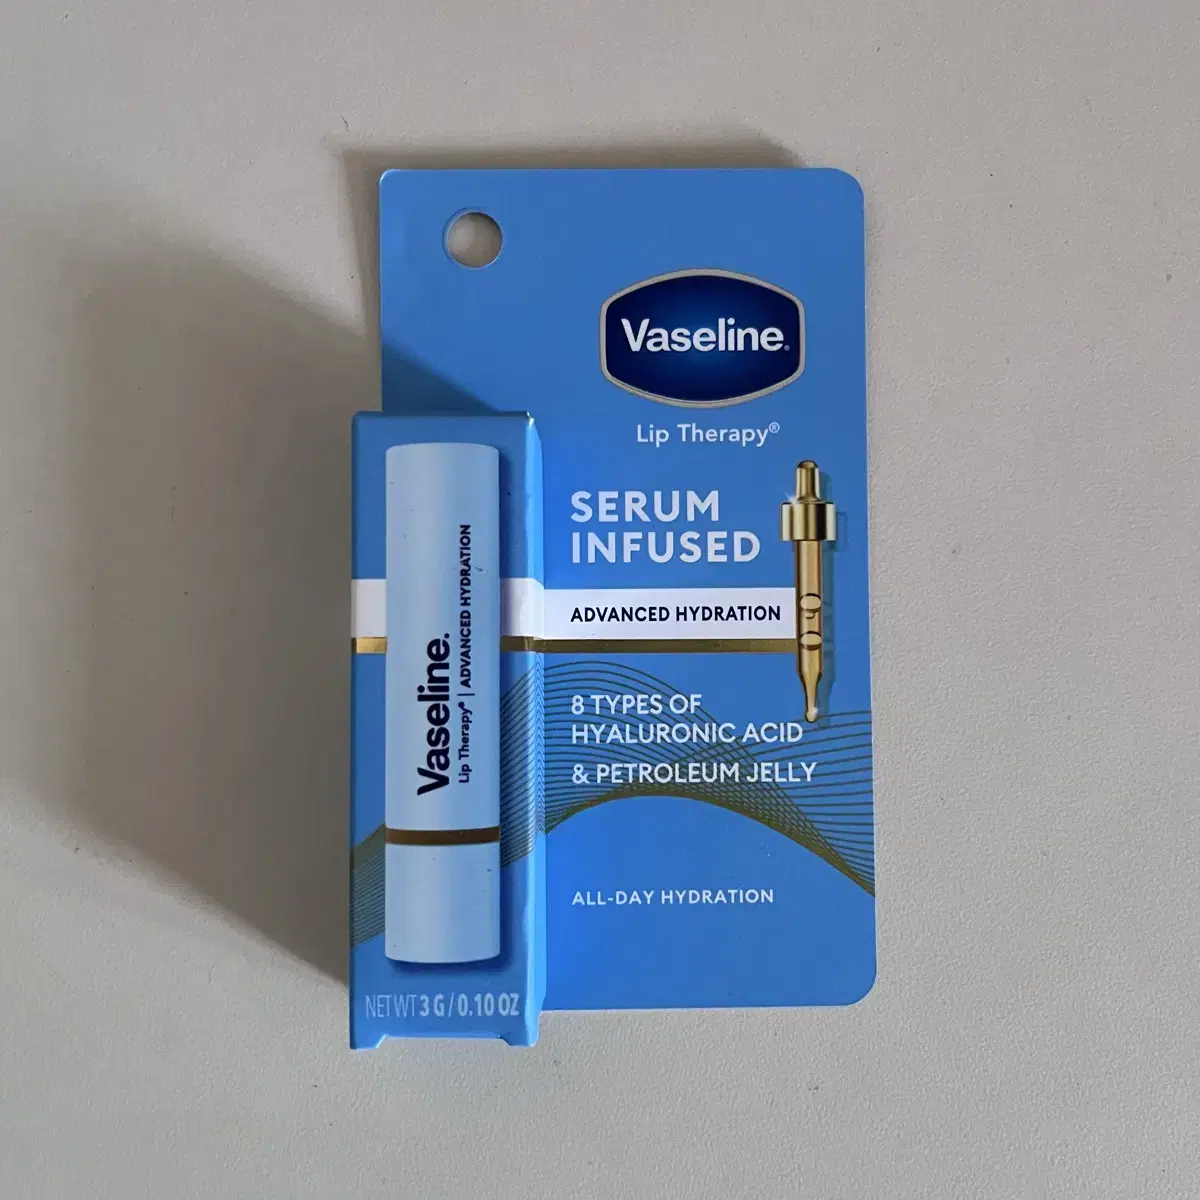 Vaseline®
Lip Therapy®
SERUM
INFUSED
ADVANCED HYDRATION
8 TYPES OF
HYALURONIC ACID
& PETROLEUM JELLY
ALL-DAY HYDRATION
Vaseline.
Lip Therapy® | ADVANCED HYDRATION
NET WT 3 G / 0.10 OZ